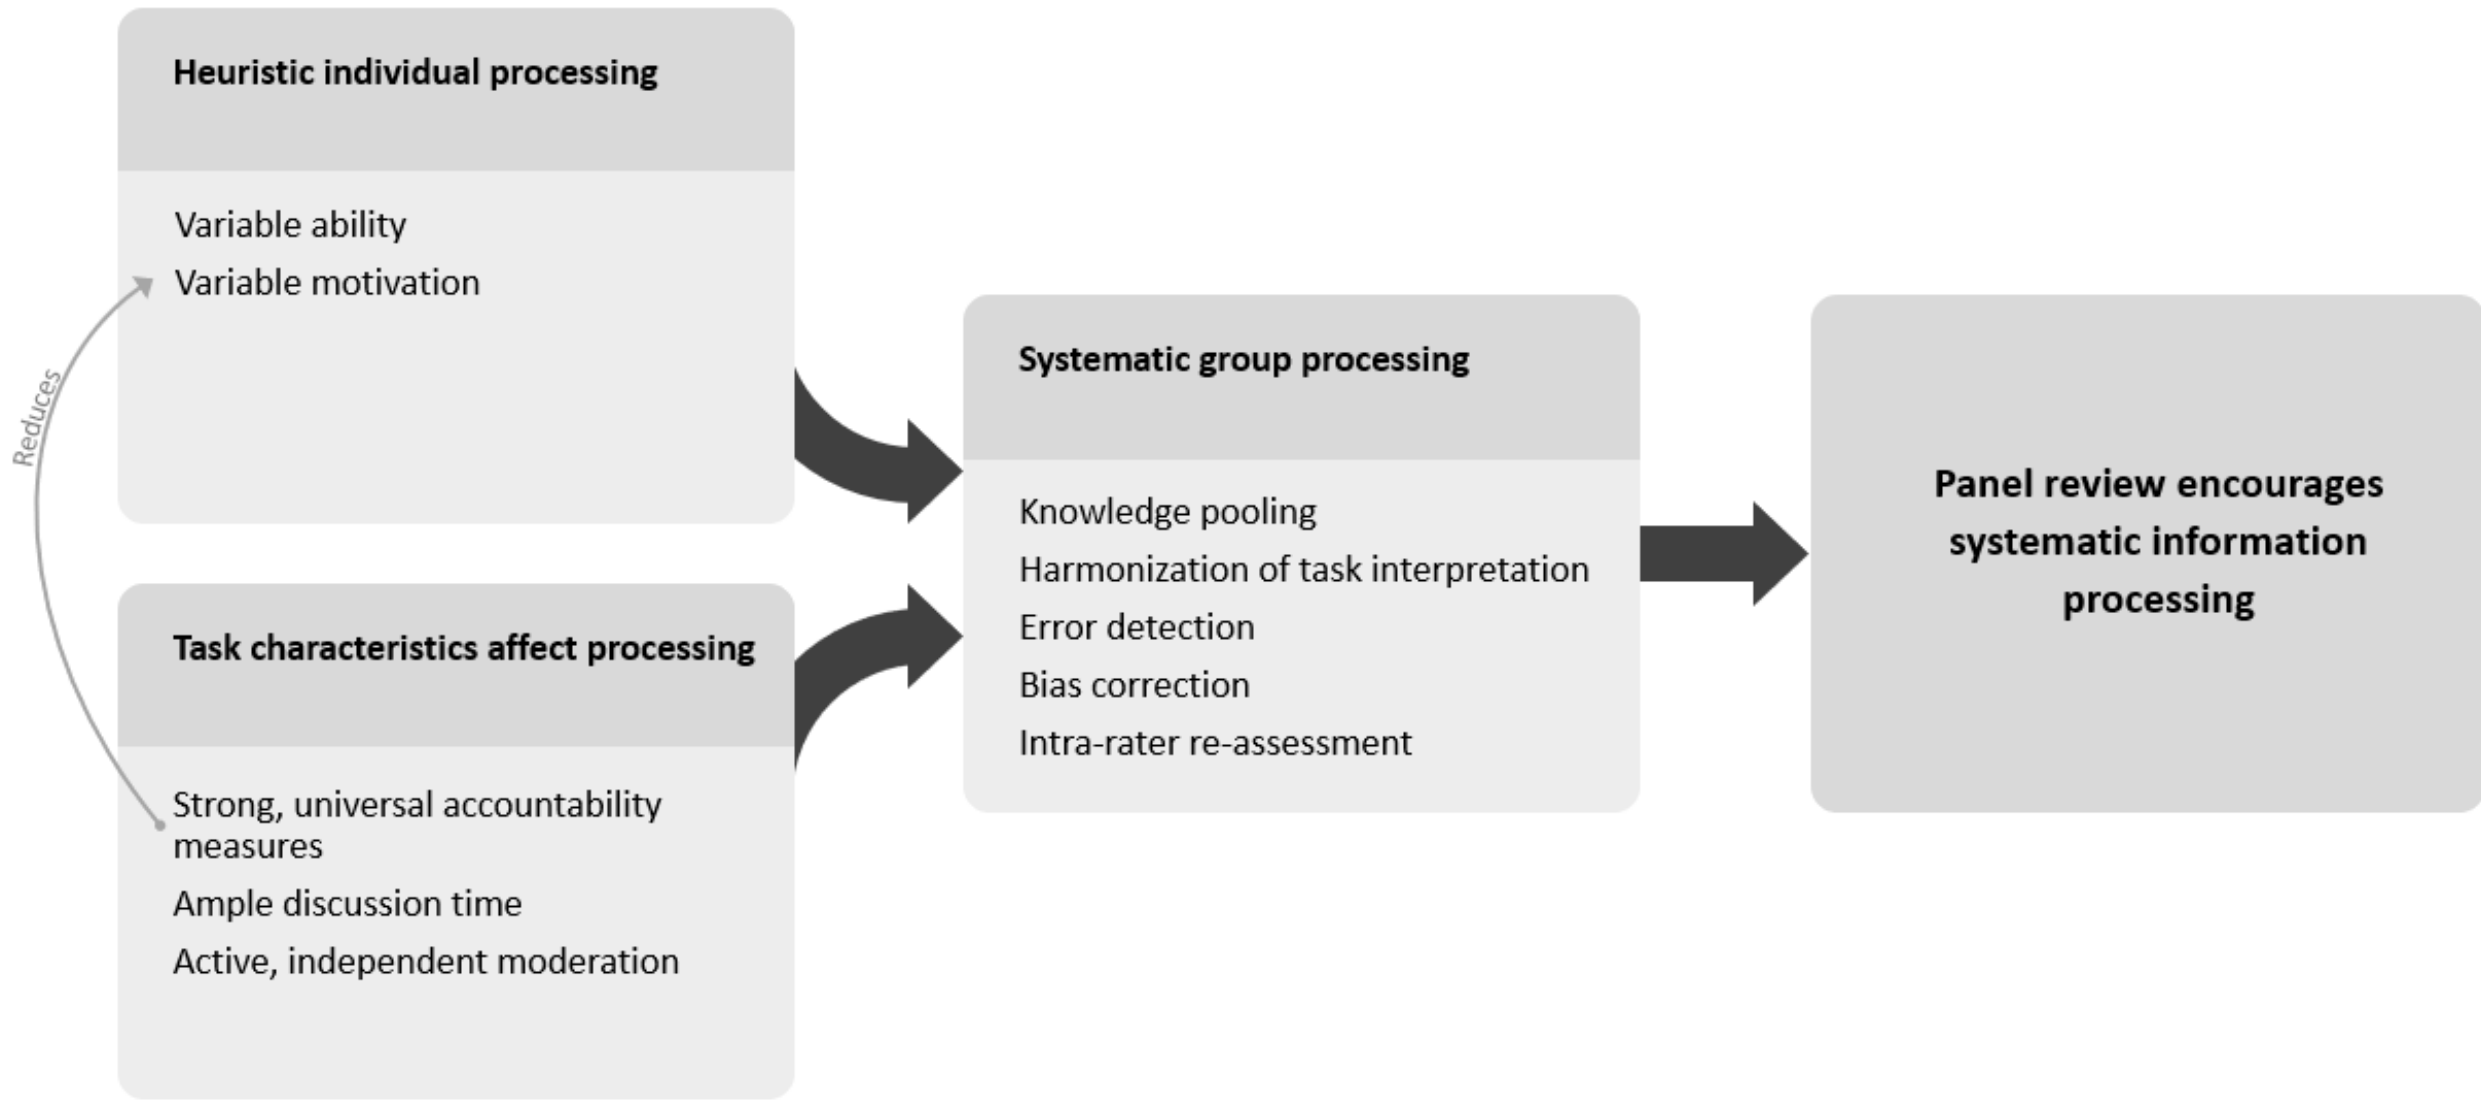 Heuristic individual processing
Variable ability
Variable motivation
Reduces
Task characteristics affect processing
Strong, universal accountability
measures
Ample discussion time
Active, independent moderation
Systematic group processing
Knowledge pooling
Harmonization of task interpretation
Error detection
Bias correction
Intra-rater re-assessment
Panel review encourages
systematic information
processing